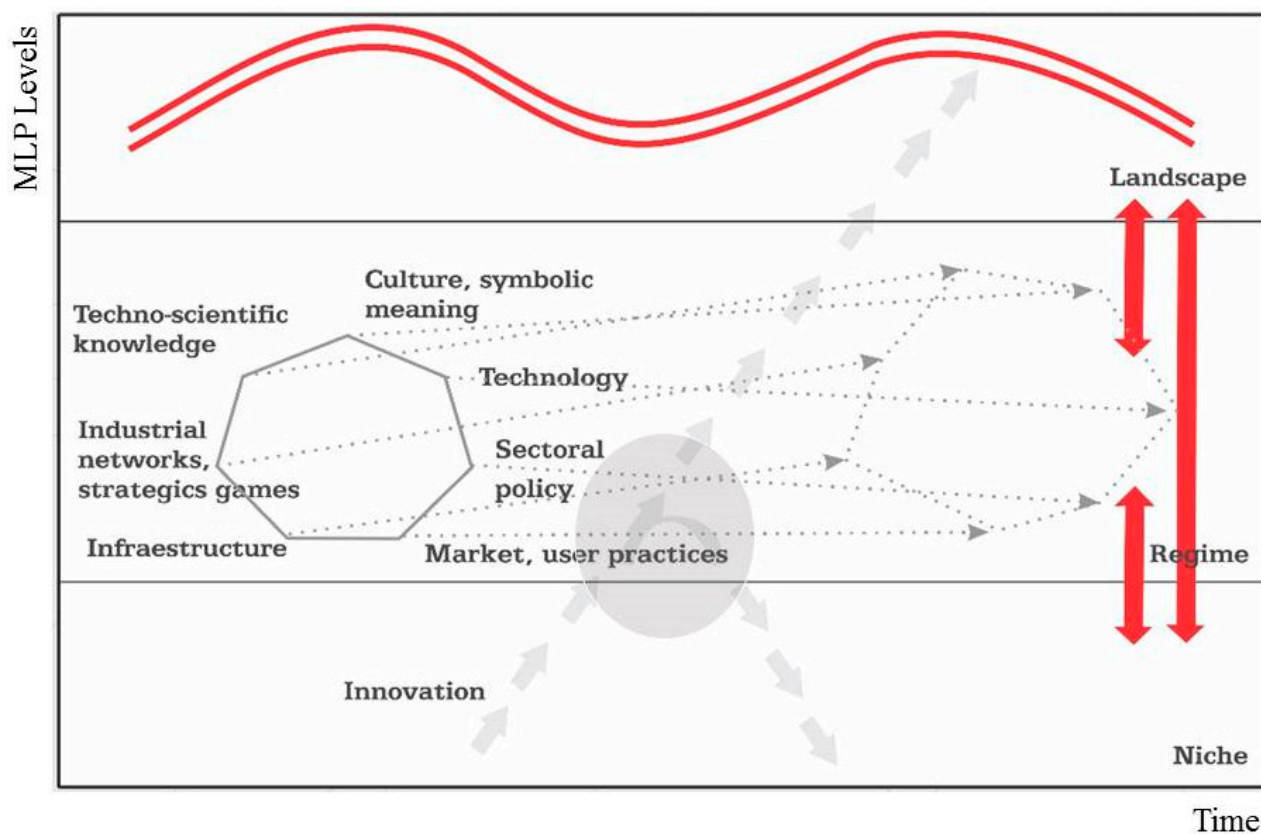 MLP Levels
Landscape
Culture, symbolic
meaning
Techno-scientific
knowledge
Technology
Industrial
networks,
strategics games
Sectoral
policy
Infraestructure
Market, user practices
Regime
Innovation
Niche
Time